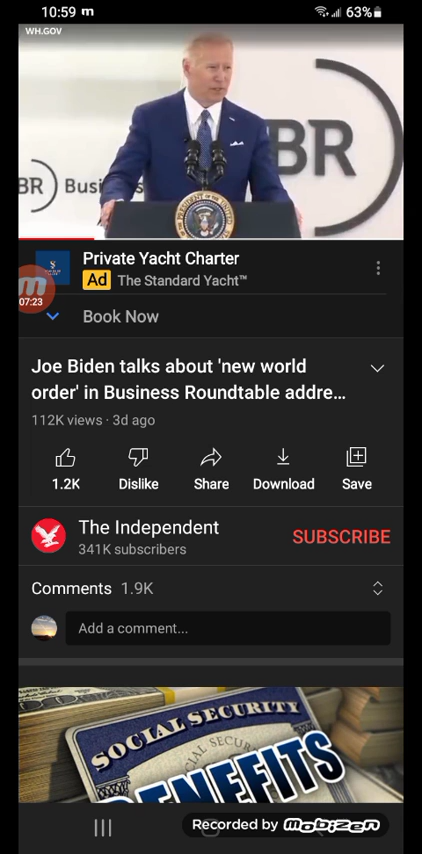 10:59 m
63%
WH.GOV
BR
BR Busi
Private Yacht Charter
Ad The Standard Yacht™
07:23
Book Now
Joe Biden talks about 'new world
order' in Business Roundtable addre...
112K views · 3d ago
1.2K Dislike Share Download Save
The Independent
341K subscribers
SUBSCRIBE
Comments 1.9K
Add a comment...
SOCIAL SECURITY
BENEFITS
Recorded by mobizen